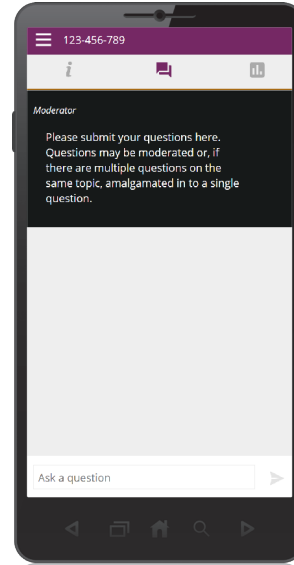 123-456-789
i
Moderator
Please submit your questions here.
Questions may be moderated or, if
there are multiple questions on the
same topic, amalgamated in to a single
question.
Ask a question